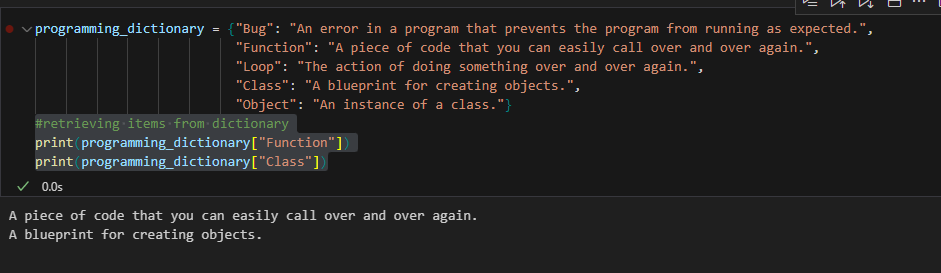 programming_dictionary = {"Bug": "An error in a program that prevents the program from running as expected.",
"Function": "A piece of code that you can easily call over and over again.",
"Loop": "The action of doing something over and over again.",
"Class": "A blueprint for creating objects.",
"Object": "An instance of a class."}
#retrieving items from dictionary
print(programming_dictionary["Function"])
print(programming_dictionary["Class"])
0.0s
A piece of code that you can easily call over and over again.
A blueprint for creating objects.